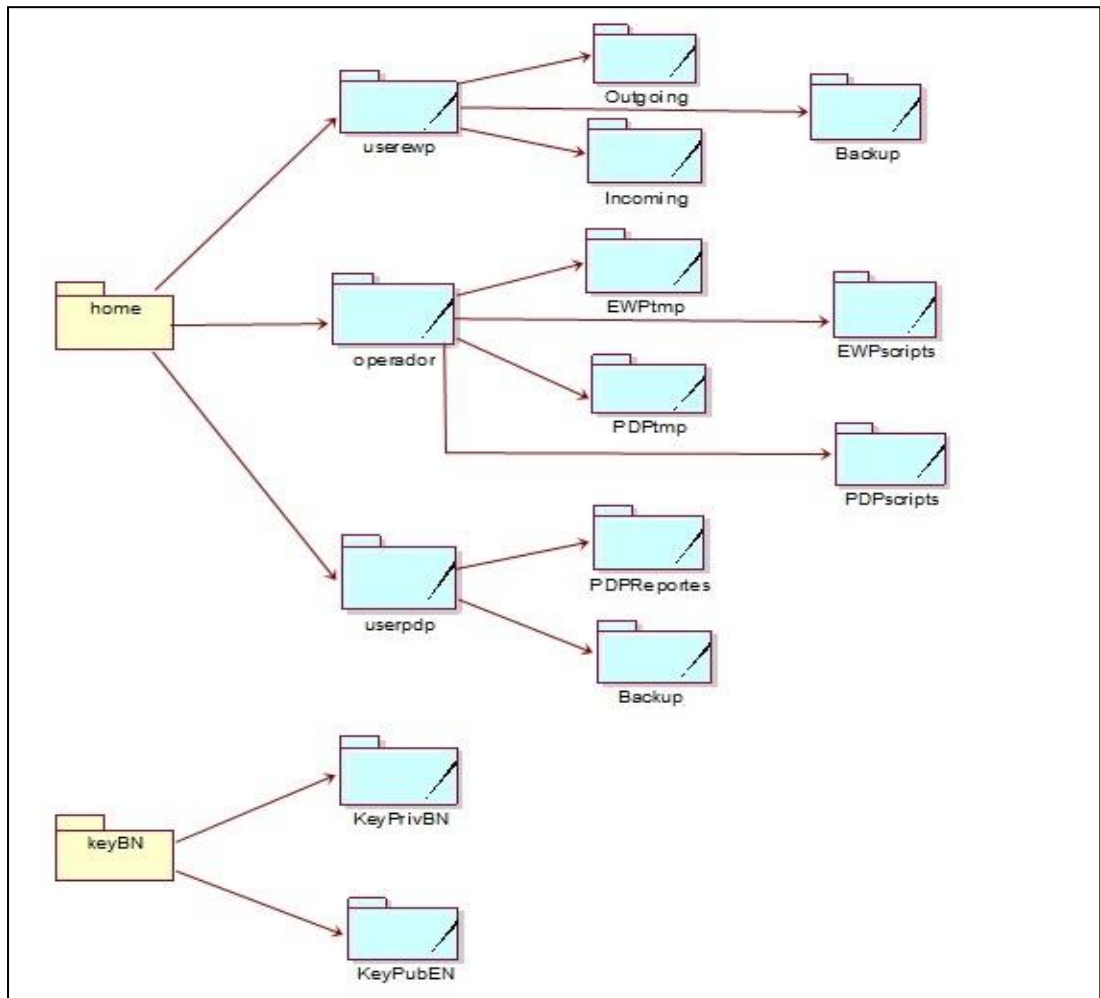 Outgoing
userewp
Backup
Incoming
home
EWPtmp
operador
EWPscripts
PDPtmp
PDPscripts
PDPReportes
userpdp
Backup
KeyPrivBN
keyBN
KeyPubEN